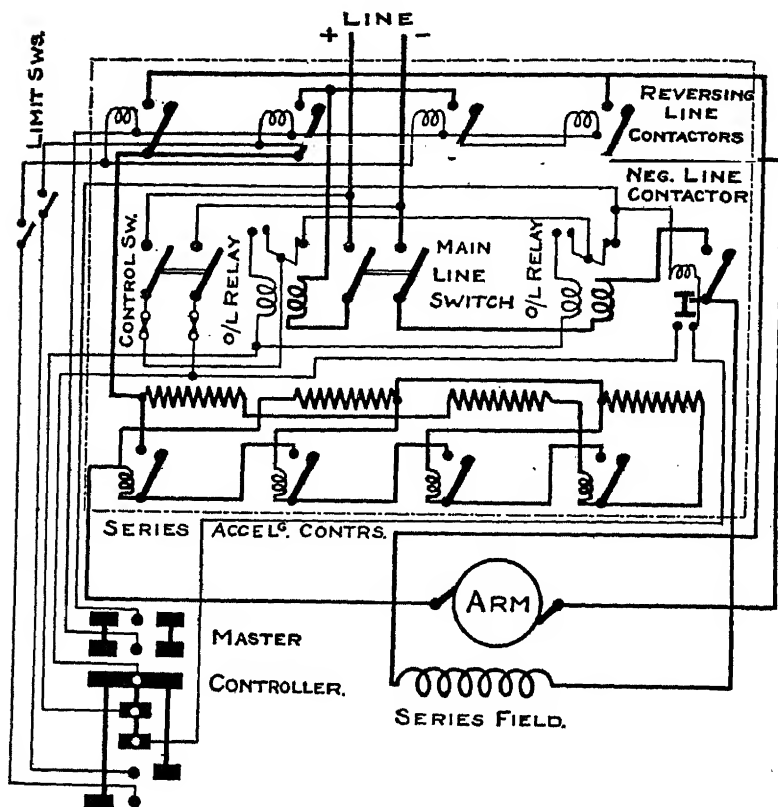 LINE
+ -
LIMIT SWS.
REVERSING
LINE
CONTACTORS
NEG. LINE
CONTACTOR
CONTROL SW.
O/L RELAY
MAIN
LINE
SWITCH
O/L RELAY
SERIES ACCELG. CONTRS.
ARM
MASTER
CONTROLLER.
SERIES FIELD.